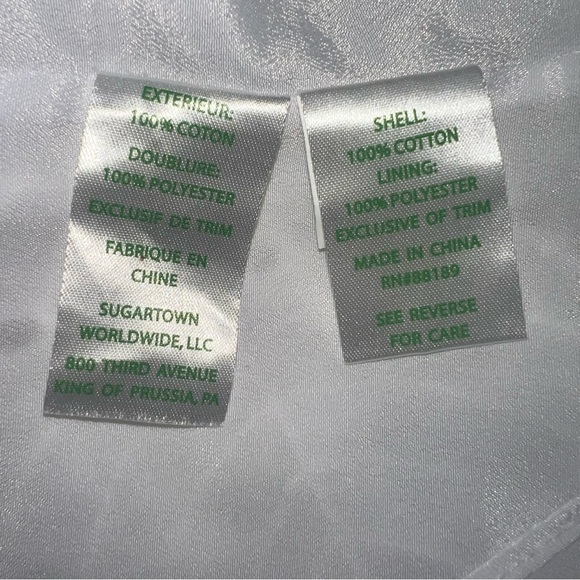 EXTERIEUR:
100% COTON
DOUBLURE:
100% POLYESTER
EXCLUSIF DE TRIM
FABRIQUE EN
CHINE
SUGARTOWN
WORLDWIDE, LLC
800 THIRD AVENUE
KING OF PRUSSIA, PA
SHELL:
100% COTTON
LINING:
100% POLYESTER
EXCLUSIVE OF TRIM
MADE IN CHINA
RN#88189
SEE REVERSE
FOR CARE